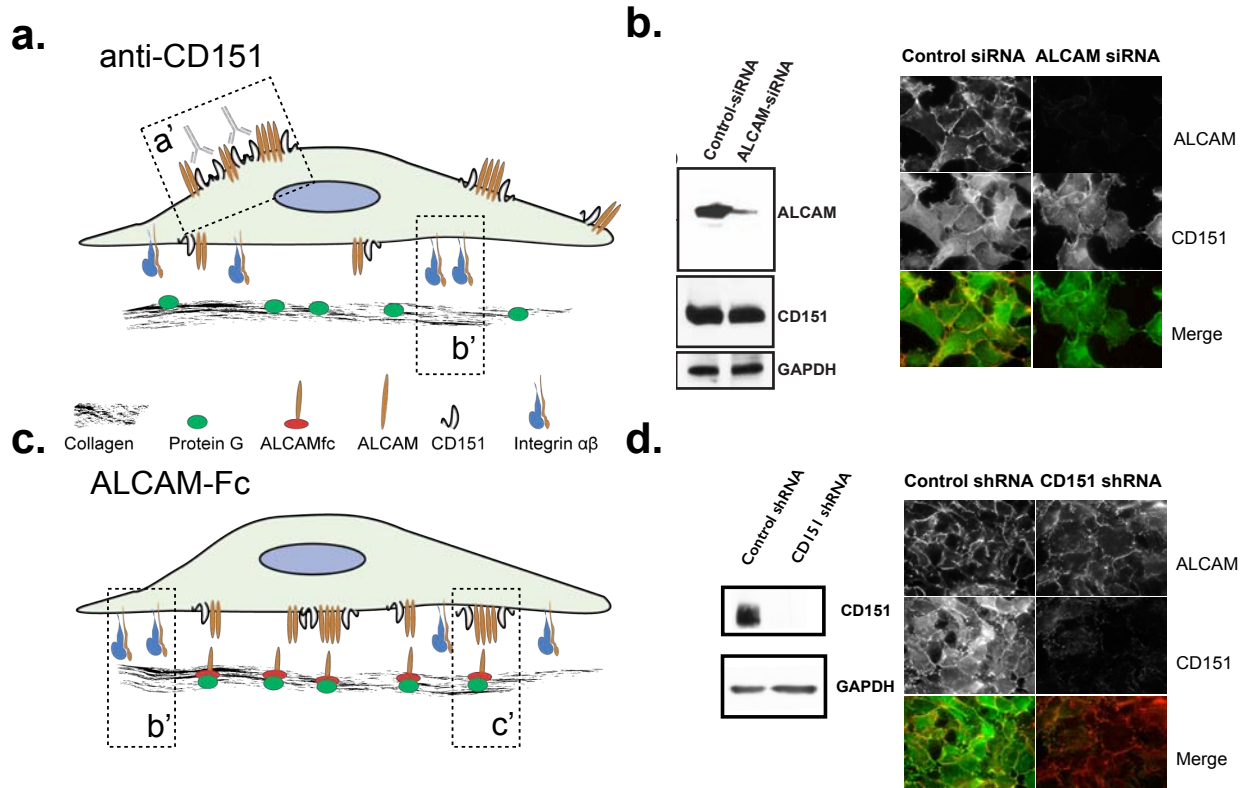 a.
anti-CD151
a'
b'
Collagen
Protein G
ALCAMfc
ALCAM
CD151
Integrin αβ
b.
Control-siRNA
ALCAM-siRNA
ALCAM
CD151
GAPDH
Control siRNA
ALCAM siRNA
ALCAM
CD151
Merge
c.
ALCAM-Fc
b'
c'
d.
Control shRNA
CD151 shRNA
CD151
GAPDH
Control shRNA
CD151 shRNA
ALCAM
CD151
Merge